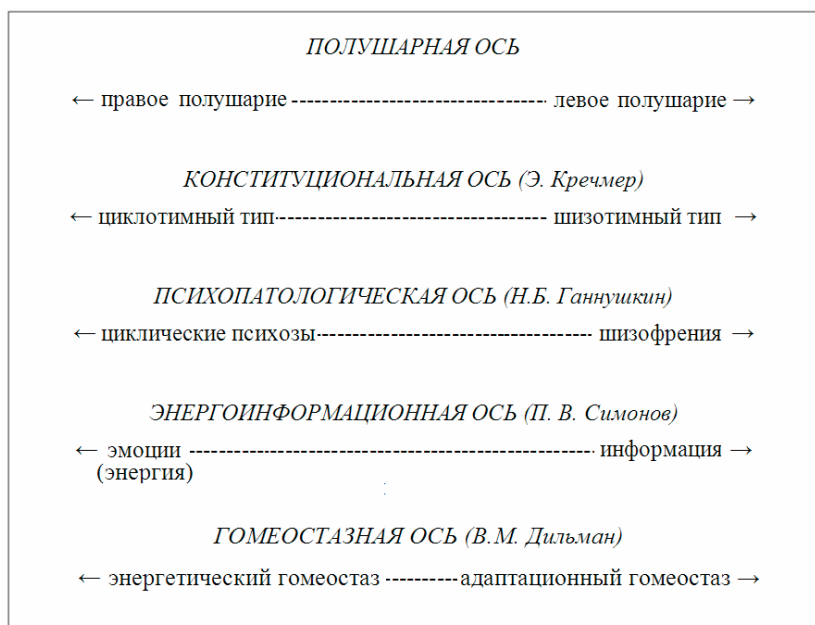 ПОЛУШАРНАЯ ОСЬ
← правое полушарие --------------------------- левое полушарие →
КОНСТИТУЦИОНАЛЬНАЯ ОСЬ (Э. Кречмер)
← циклотимный тип----------------------------- шизотимный тип →
ПСИХОПАТОЛОГИЧЕСКАЯ ОСЬ (Н.Б. Ганнушкин)
← циклические психозы----------------------------- шизофрения →
ЭНЕРГОИНФОРМАЦИОННАЯ ОСЬ (П. В. Симонов)
← эмоции ------------------------------------------- информация →
(энергия)
ГОМЕОСТАЗНАЯ ОСЬ (В.М. Дильман)
← энергетический гомеостаз ----------адаптационный гомеостаз→